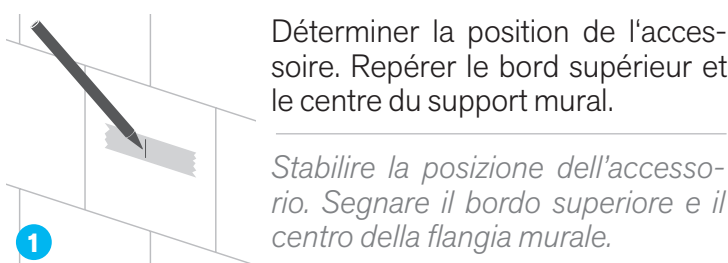 Déterminer la position de l‘acces-
soire. Repérer le bord supérieur et
le centre du support mural.
Stabilire la posizione dell’accesso-
rio. Segnare il bordo superiore e il
centro della flangia murale.
1